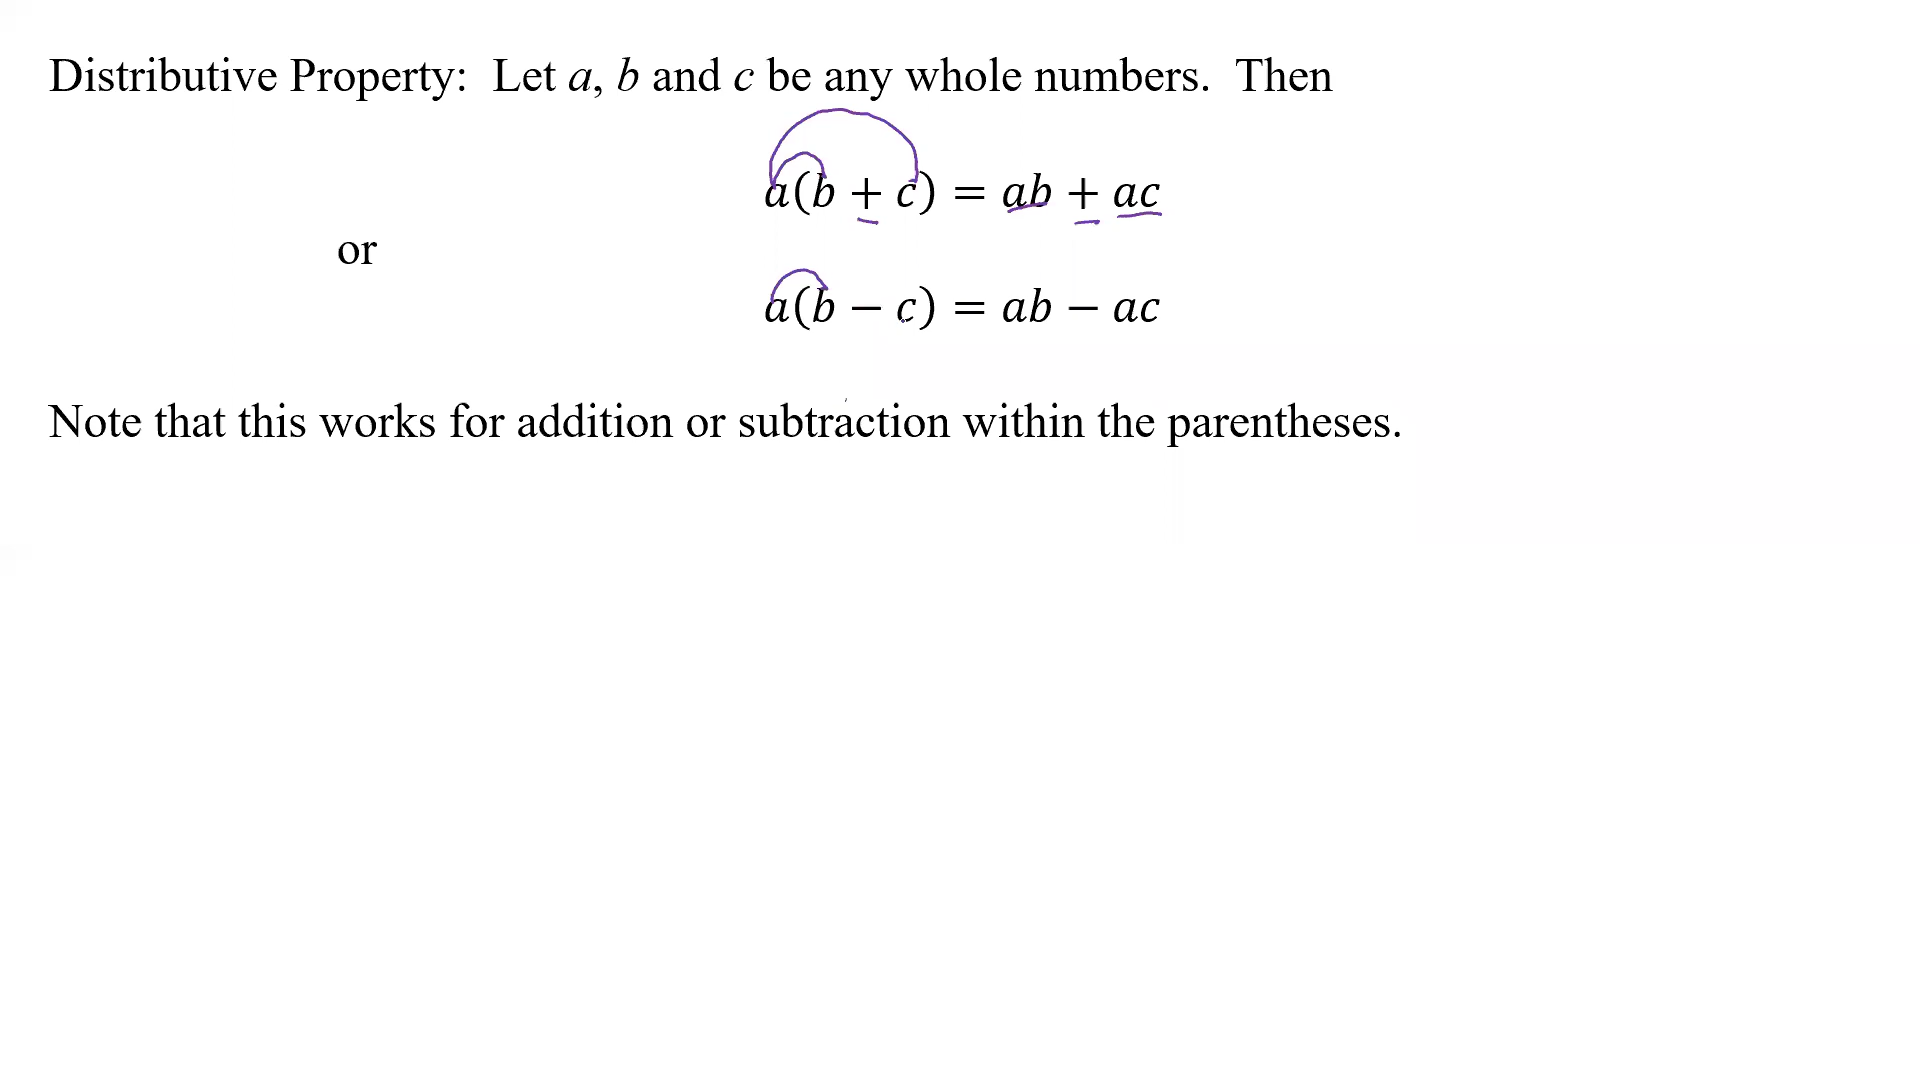 Distributive Property: Let a, b and c be any whole numbers. Then
a(b + c) = ab + ac
or
a(b − c) = ab − ac
Note that this works for addition or subtraction within the parentheses.